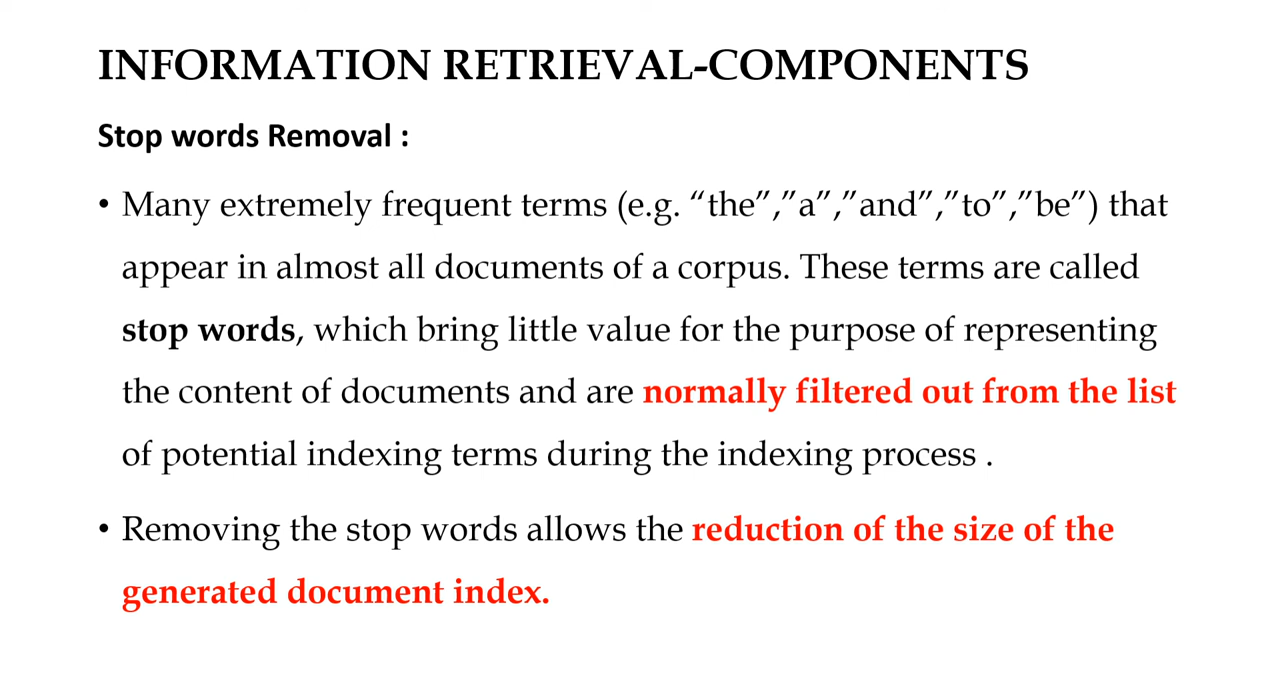 INFORMATION RETRIEVAL-COMPONENTS
Stop words Removal :
• Many extremely frequent terms (e.g. “the”,”a”,”and”,”to”,”be”) that
appear in almost all documents of a corpus. These terms are called
stop words, which bring little value for the purpose of representing
the content of documents and are normally filtered out from the list
of potential indexing terms during the indexing process .
• Removing the stop words allows the reduction of the size of the
generated document index.